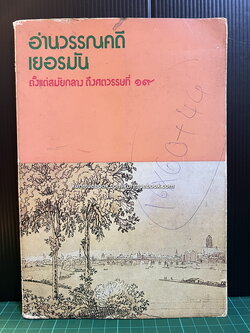 อ่านวรรณคดี
เยอรมัน
ตั้งแต่สมัยกลาง ถึงศตวรรษที่ ๑๙